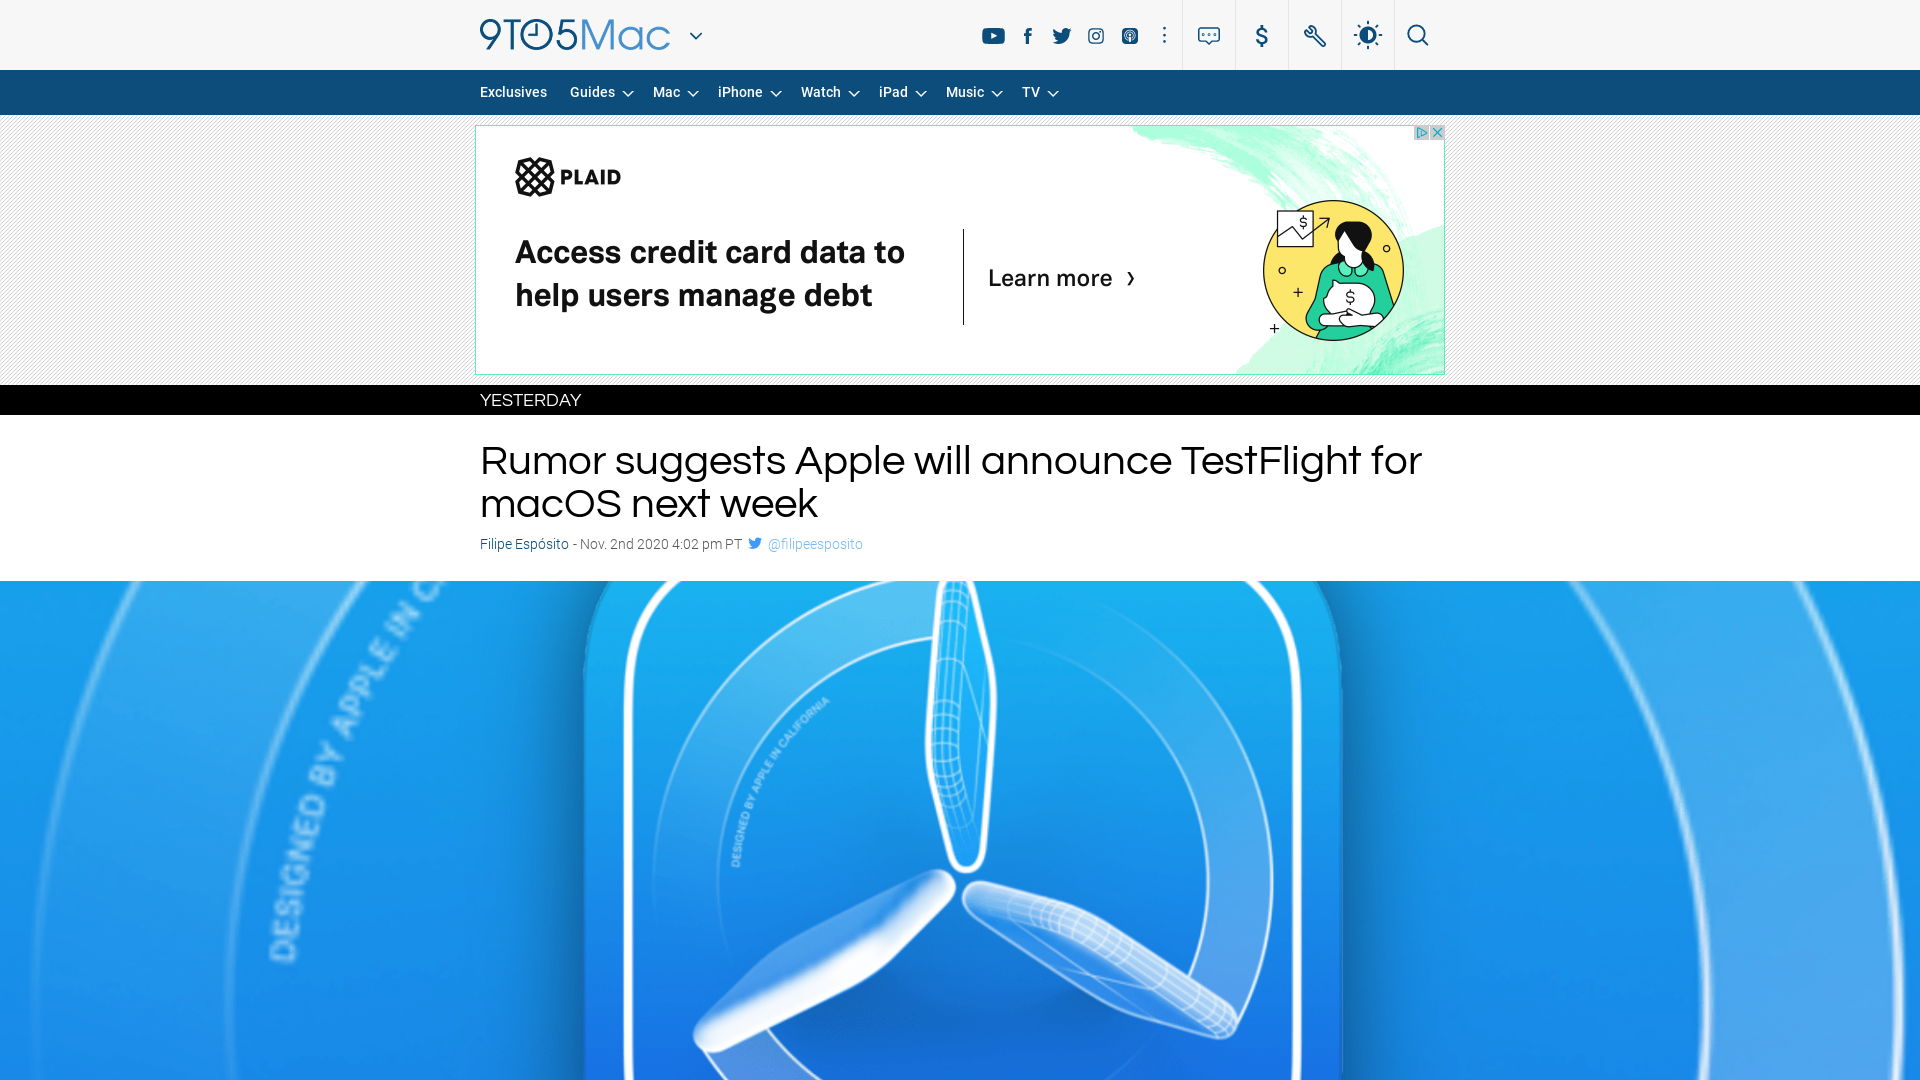 9TO5Mac
Exclusives Guides Mac iPhone Watch iPad Music TV
PLAID
Access credit card data to
help users manage debt
Learn more ›
$
$
YESTERDAY
Rumor suggests Apple will announce TestFlight for
macOS next week
Filipe Espósito - Nov. 2nd 2020 4:02 pm PT @filipeesposito
DESIGNED BY APPLE IN C
DESIGNED BY APPLE IN CALIFORNIA